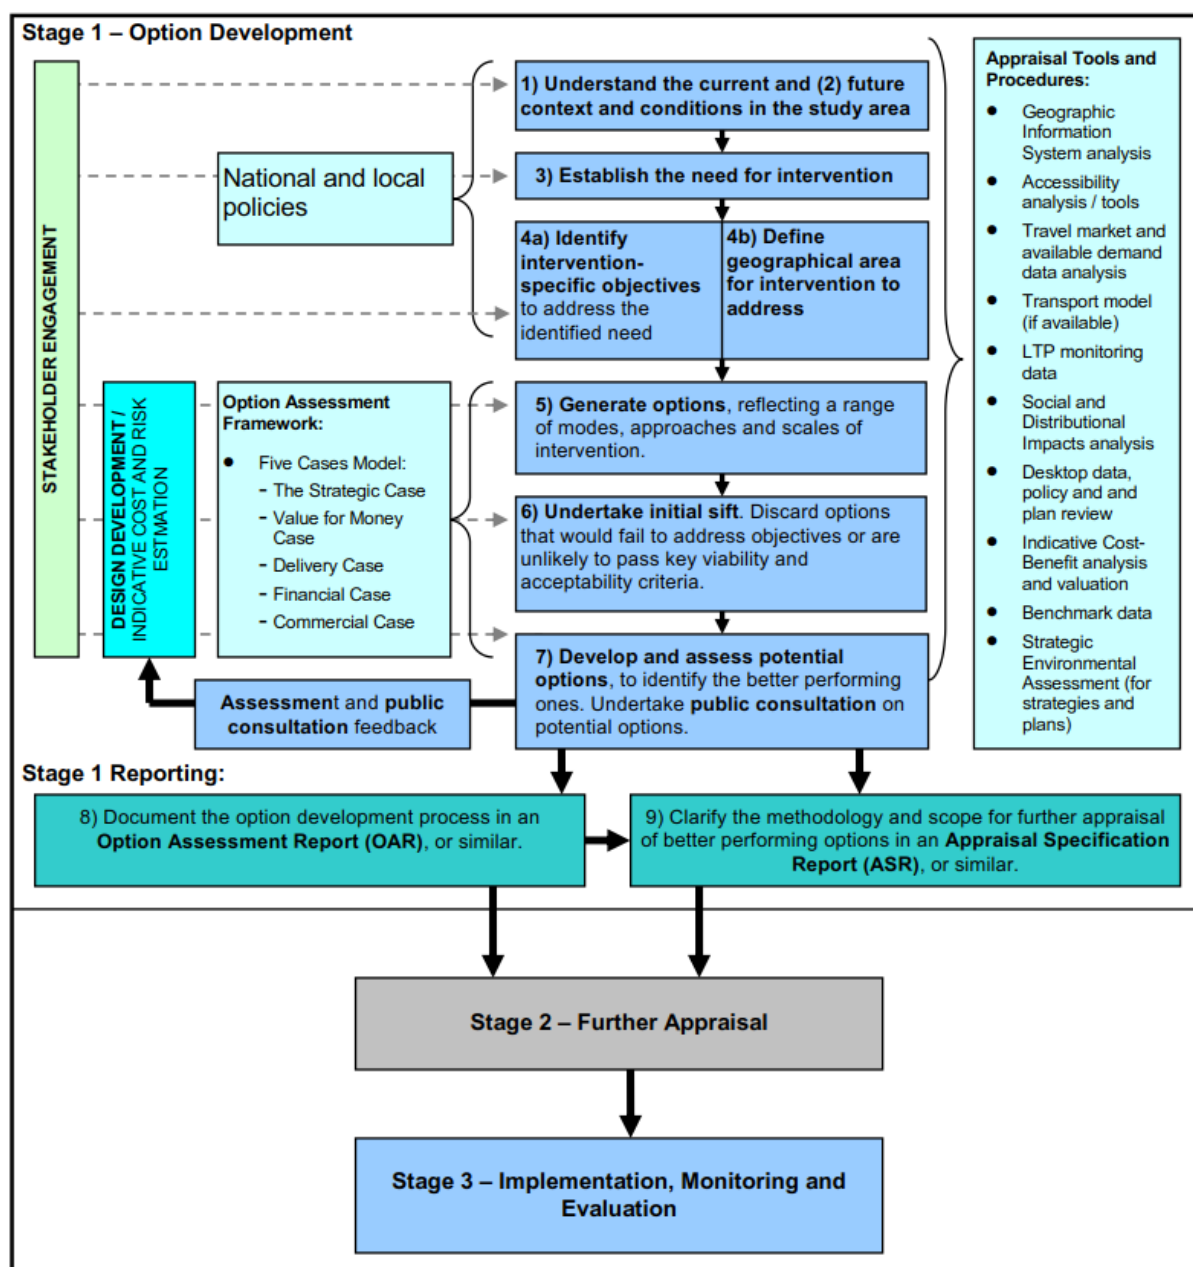 Stage 1 – Option Development
STAKEHOLDER ENGAGEMENT
National and local
policies
1) Understand the current and (2) future
context and conditions in the study area
3) Establish the need for intervention
4a) Identify
intervention-
specific objectives
to address the
identified need
4b) Define
geographical area
for intervention to
address
DESIGN DEVELOPMENT /
INDICATIVE COST AND RISK
ESTMATION
Option Assessment
Framework:
● Five Cases Model:
- The Strategic Case
- Value for Money
Case
- Delivery Case
- Financial Case
- Commercial Case
5) Generate options, reflecting a range
of modes, approaches and scales of
intervention.
6) Undertake initial sift. Discard options
that would fail to address objectives or are
unlikely to pass key viability and
acceptability criteria.
7) Develop and assess potential
options, to identify the better performing
ones. Undertake public consultation on
potential options.
Assessment and public
consultation feedback
Appraisal Tools and
Procedures:
● Geographic
Information
System analysis
● Accessibility
analysis / tools
● Travel market and
available demand
data analysis
● Transport model
(if available)
● LTP monitoring
data
● Social and
Distributional
Impacts analysis
● Desktop data,
policy and and
plan review
● Indicative Cost-
Benefit analysis
and valuation
● Benchmark data
● Strategic
Environmental
Assessment (for
strategies and
plans)
Stage 1 Reporting:
8) Document the option development process in an
Option Assessment Report (OAR), or similar.
9) Clarify the methodology and scope for further appraisal
of better performing options in an Appraisal Specification
Report (ASR), or similar.
Stage 2 – Further Appraisal
Stage 3 – Implementation, Monitoring and
Evaluation